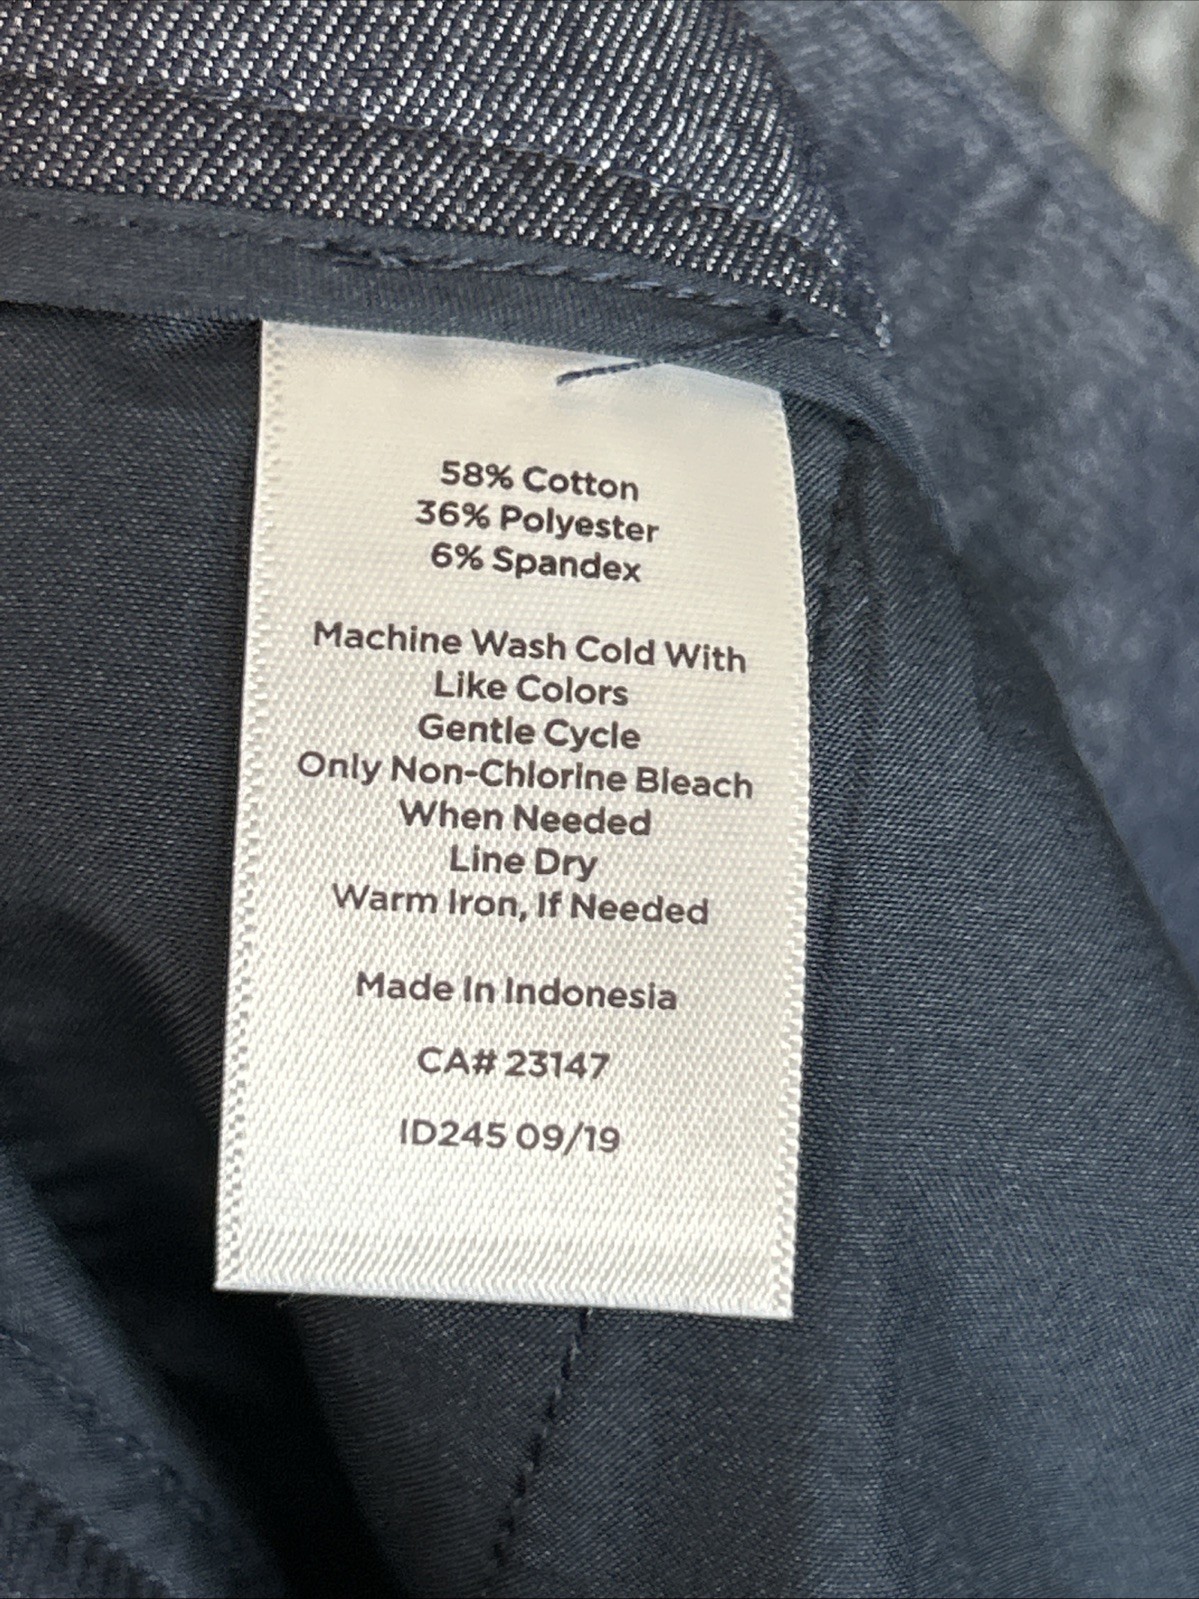 58% Cotton
36% Polyester
6% Spandex
Machine Wash Cold With
Like Colors
Gentle Cycle
Only Non-Chlorine Bleach
When Needed
Line Dry
Warm Iron, If Needed
Made In Indonesia
CA# 23147
ID245 09/19